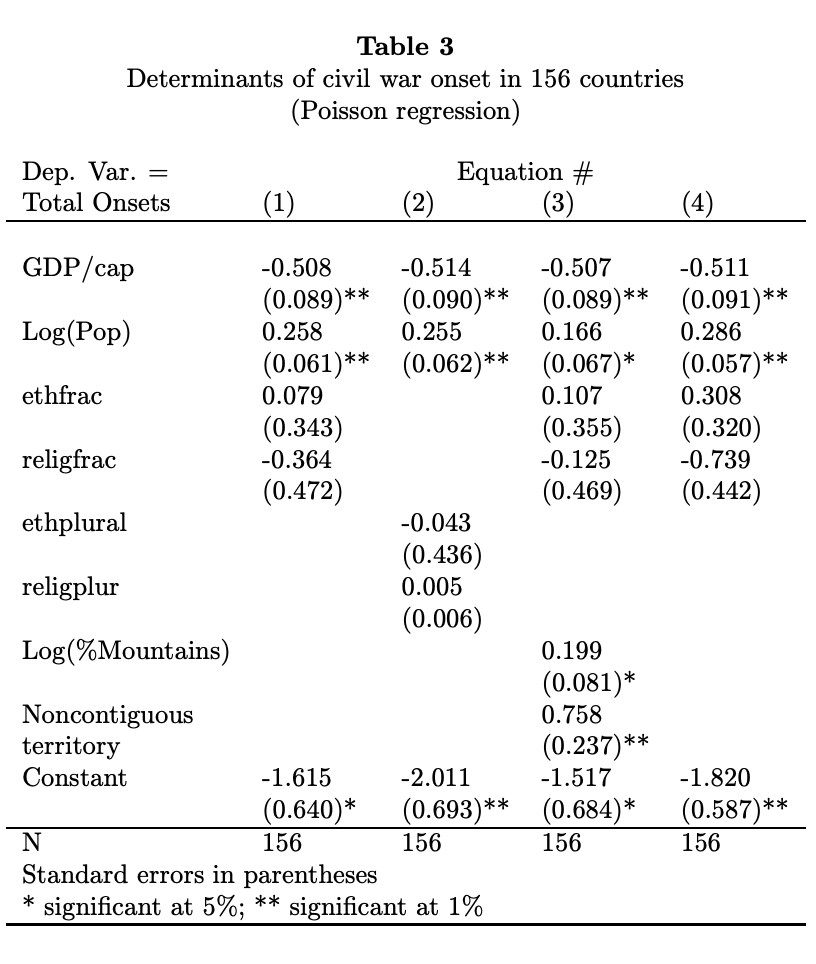 Table 3
Determinants of civil war onset in 156 countries
(Poisson regression)
Dep. Var. = Equation #
Total Onsets (1) (2) (3) (4)
GDP/cap -0.508 -0.514 -0.507 -0.511
(0.089)** (0.090)** (0.089)** (0.091)**
Log(Pop) 0.258 0.255 0.166 0.286
(0.061)** (0.062)** (0.067)* (0.057)**
ethfrac 0.079 0.107 0.308
(0.343) (0.355) (0.320)
religfrac -0.364 -0.125 -0.739
(0.472) (0.469) (0.442)
ethplural -0.043
(0.436)
religplur 0.005
(0.006)
Log(%Mountains) 0.199
(0.081)*
Noncontiguous 0.758
territory (0.237)**
Constant -1.615 -2.011 -1.517 -1.820
(0.640)* (0.693)** (0.684)* (0.587)**
N 156 156 156 156
Standard errors in parentheses
* significant at 5%; ** significant at 1%